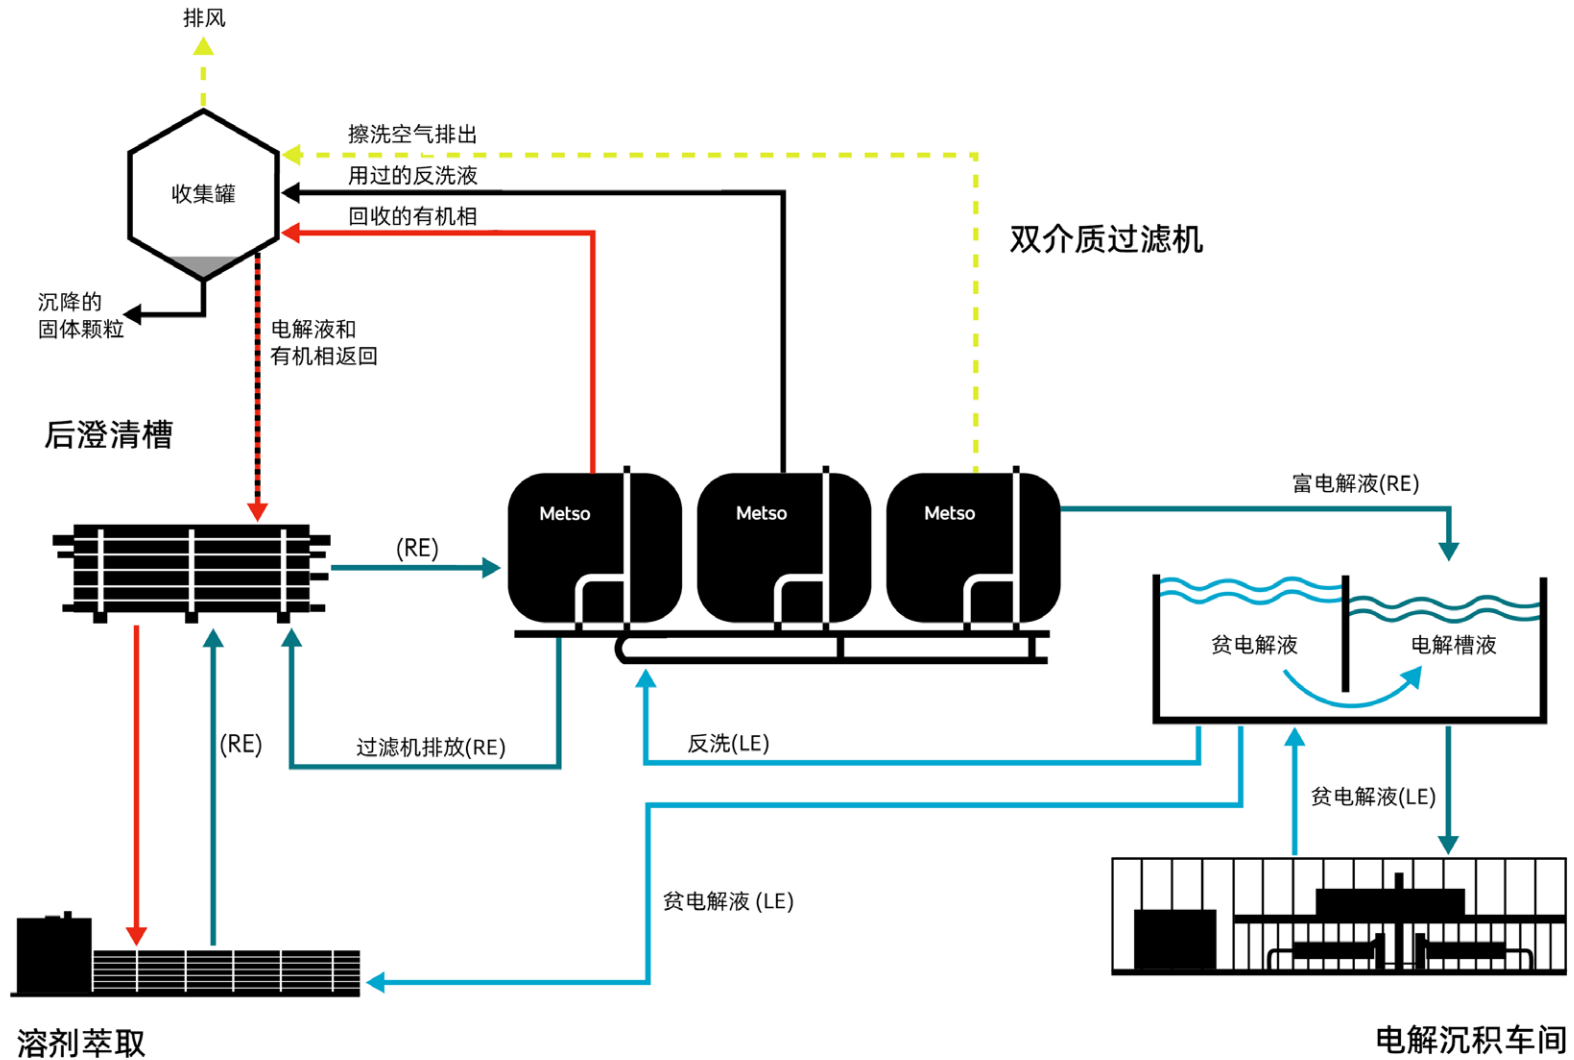 排风
擦洗空气排出
用过的反洗液
收集罐
回收的有机相
双介质过滤机
沉降的
固体颗粒
电解液和
有机相返回
后澄清槽
富电解液(RE)
Metso
Metso
Metso
(RE)
贫电解液
电解槽液
(RE)
过滤机排放(RE)
反洗(LE)
贫电解液(LE)
贫电解液 (LE)
溶剂萃取
电解沉积车间